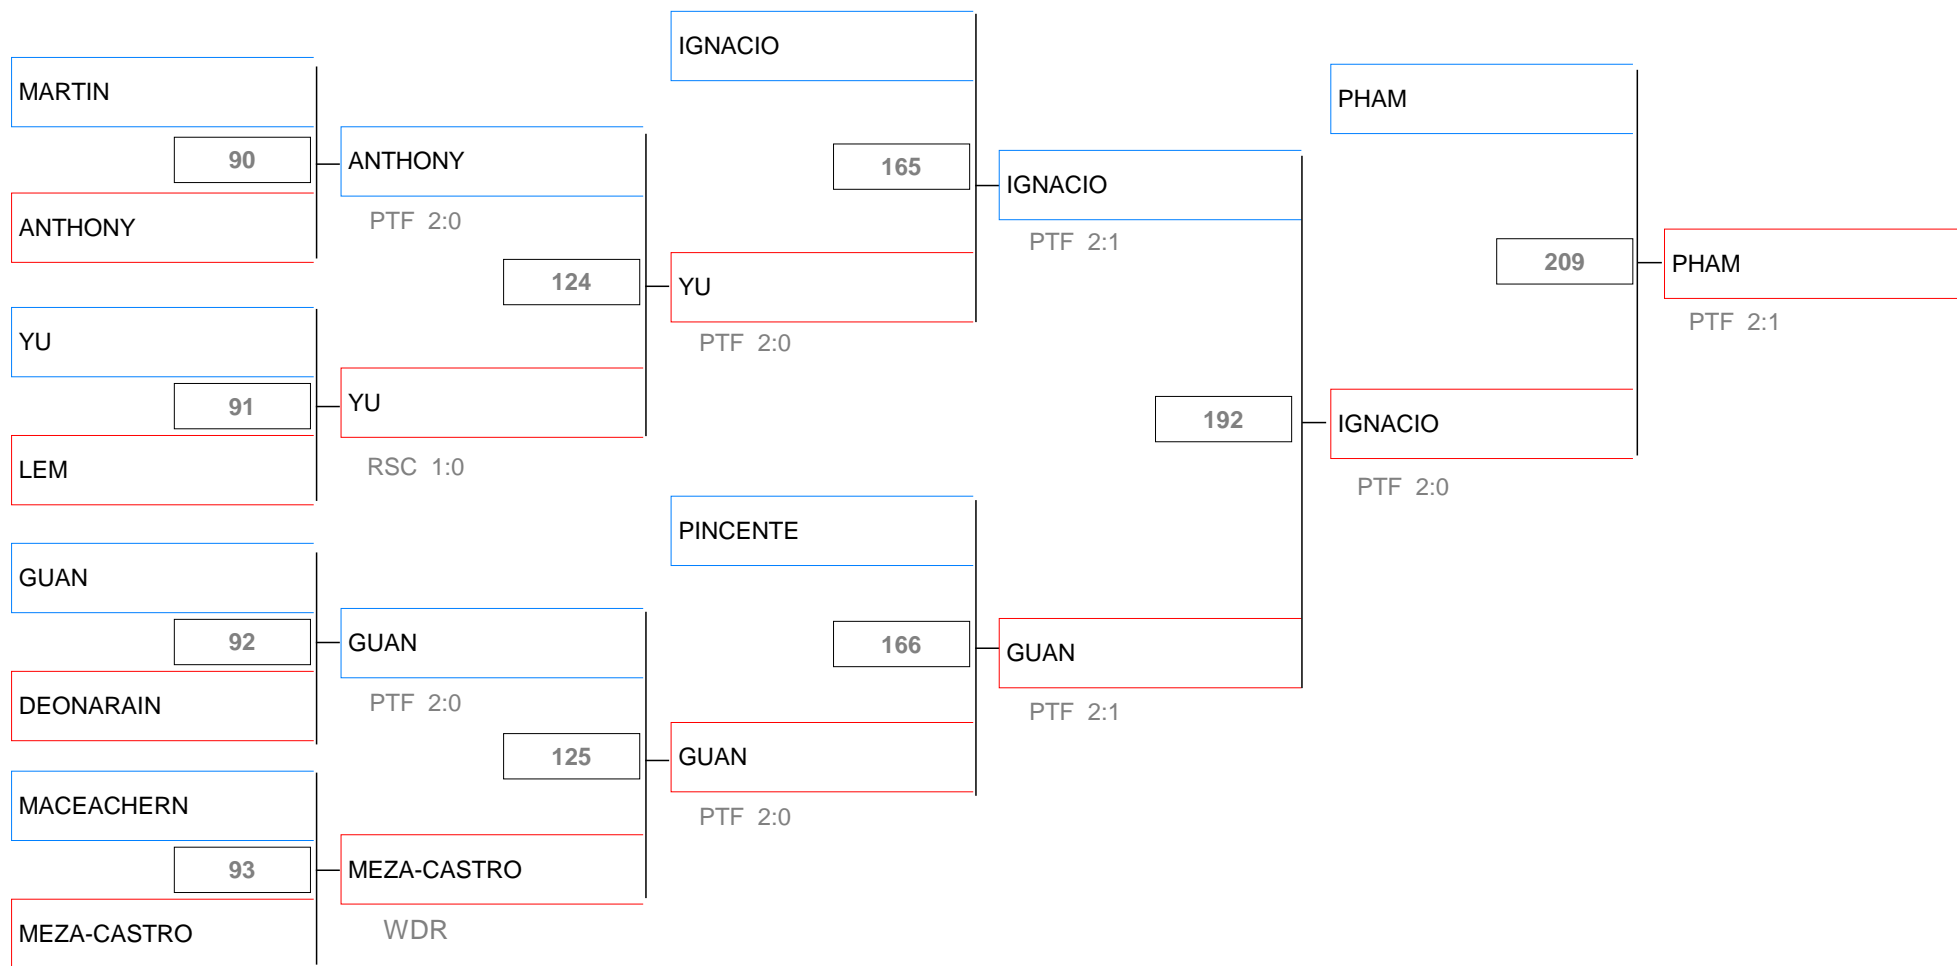 IGNACIO
MARTIN
PHAM
90
ANTHONY
165
IGNACIO
ANTHONY
PTF 2:0
PTF 2:1
209
PHAM
124
YU
PTF 2:1
YU
PTF 2:0
91
YU
192
IGNACIO
LEM
RSC 1:0
PTF 2:0
PINCENTE
GUAN
92
GUAN
166
GUAN
DEONARAIN
PTF 2:0
PTF 2:1
125
GUAN
MACEACHERN
PTF 2:0
93
MEZA-CASTRO
MEZA-CASTRO
WDR